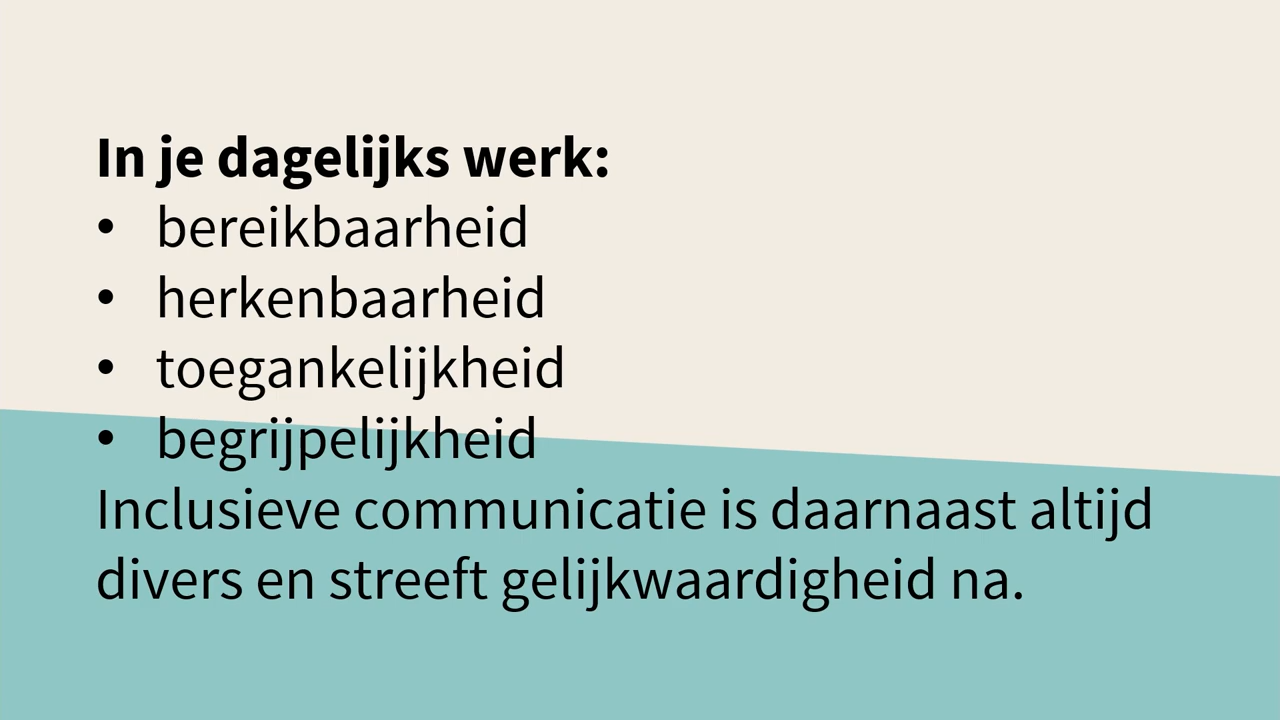 In je dagelijks werk:
• bereikbaarheid
• herkenbaarheid
• toegankelijkheid
• begrijpelijkheid
Inclusieve communicatie is daarnaast altijd
divers en streeft gelijkwaardigheid na.